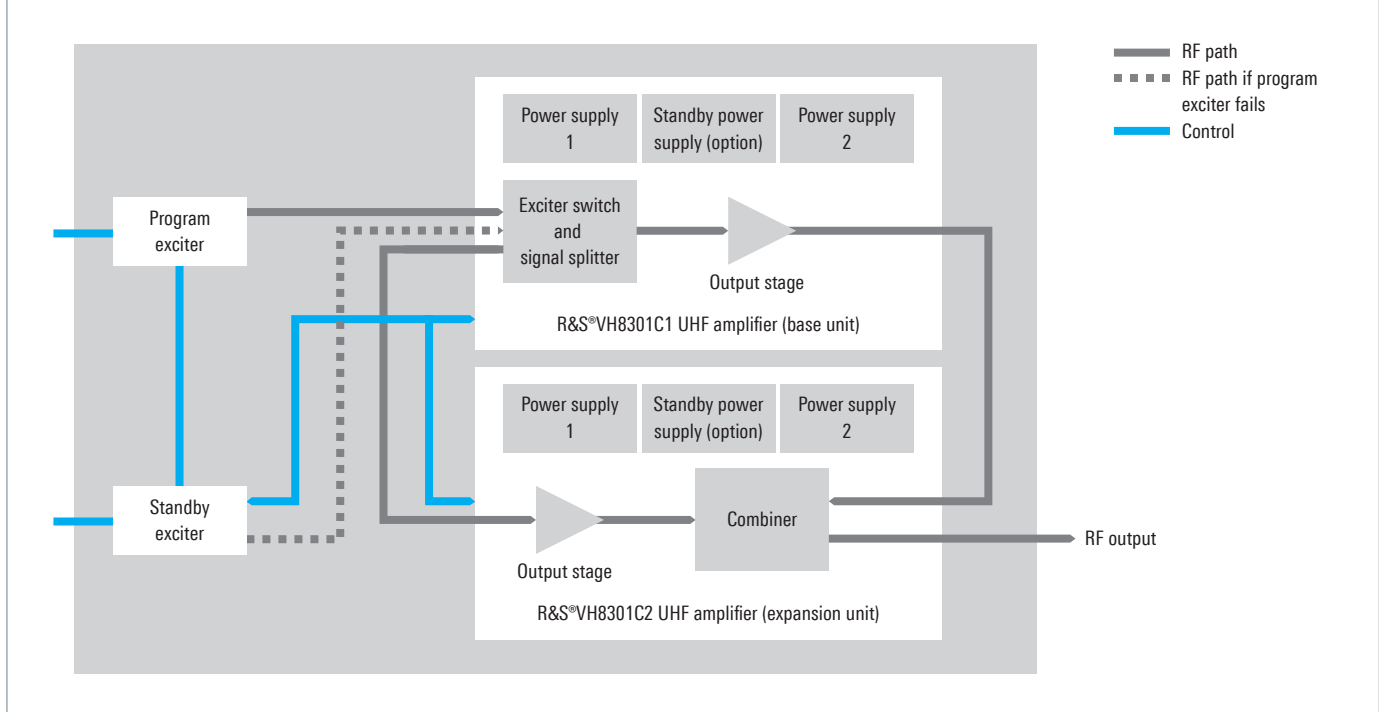 RF path
RF path if program
exciter fails
Control
Power supply
1
Standby power
supply (option)
Power supply
2
Program
exciter
Exciter switch
and
signal splitter
Output stage
R&S®VH8301C1 UHF amplifier (base unit)
Power supply
1
Standby power
supply (option)
Power supply
2
Standby
exciter
Combiner
RF output
Output stage
R&S®VH8301C2 UHF amplifier (expansion unit)